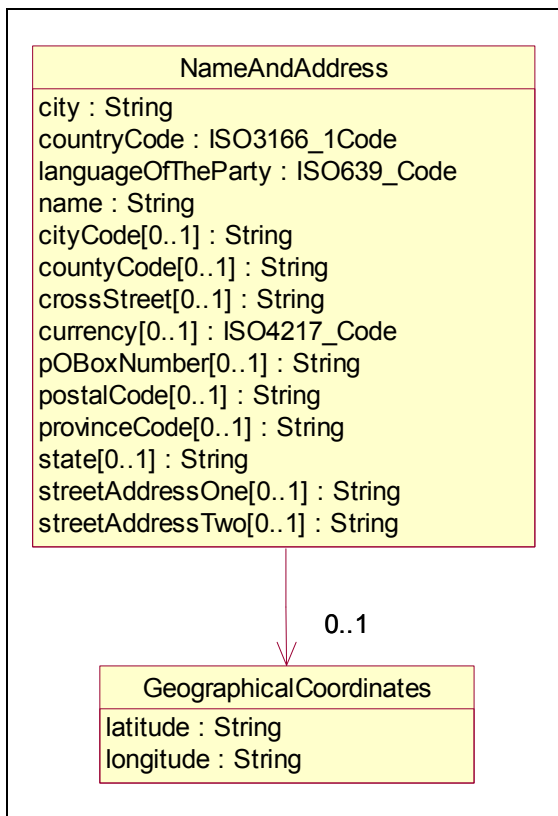 NameAndAddress
city : String
countryCode : ISO3166_1Code
languageOfTheParty : ISO639_Code
name : String
cityCode[0..1] : String
countyCode[0..1] : String
crossStreet[0..1] : String
currency[0..1] : ISO4217_Code
pOBoxNumber[0..1] : String
postalCode[0..1] : String
provinceCode[0..1] : String
state[0..1] : String
streetAddressOne[0..1] : String
streetAddressTwo[0..1] : String
0..1
GeographicalCoordinates
latitude : String
longitude : String